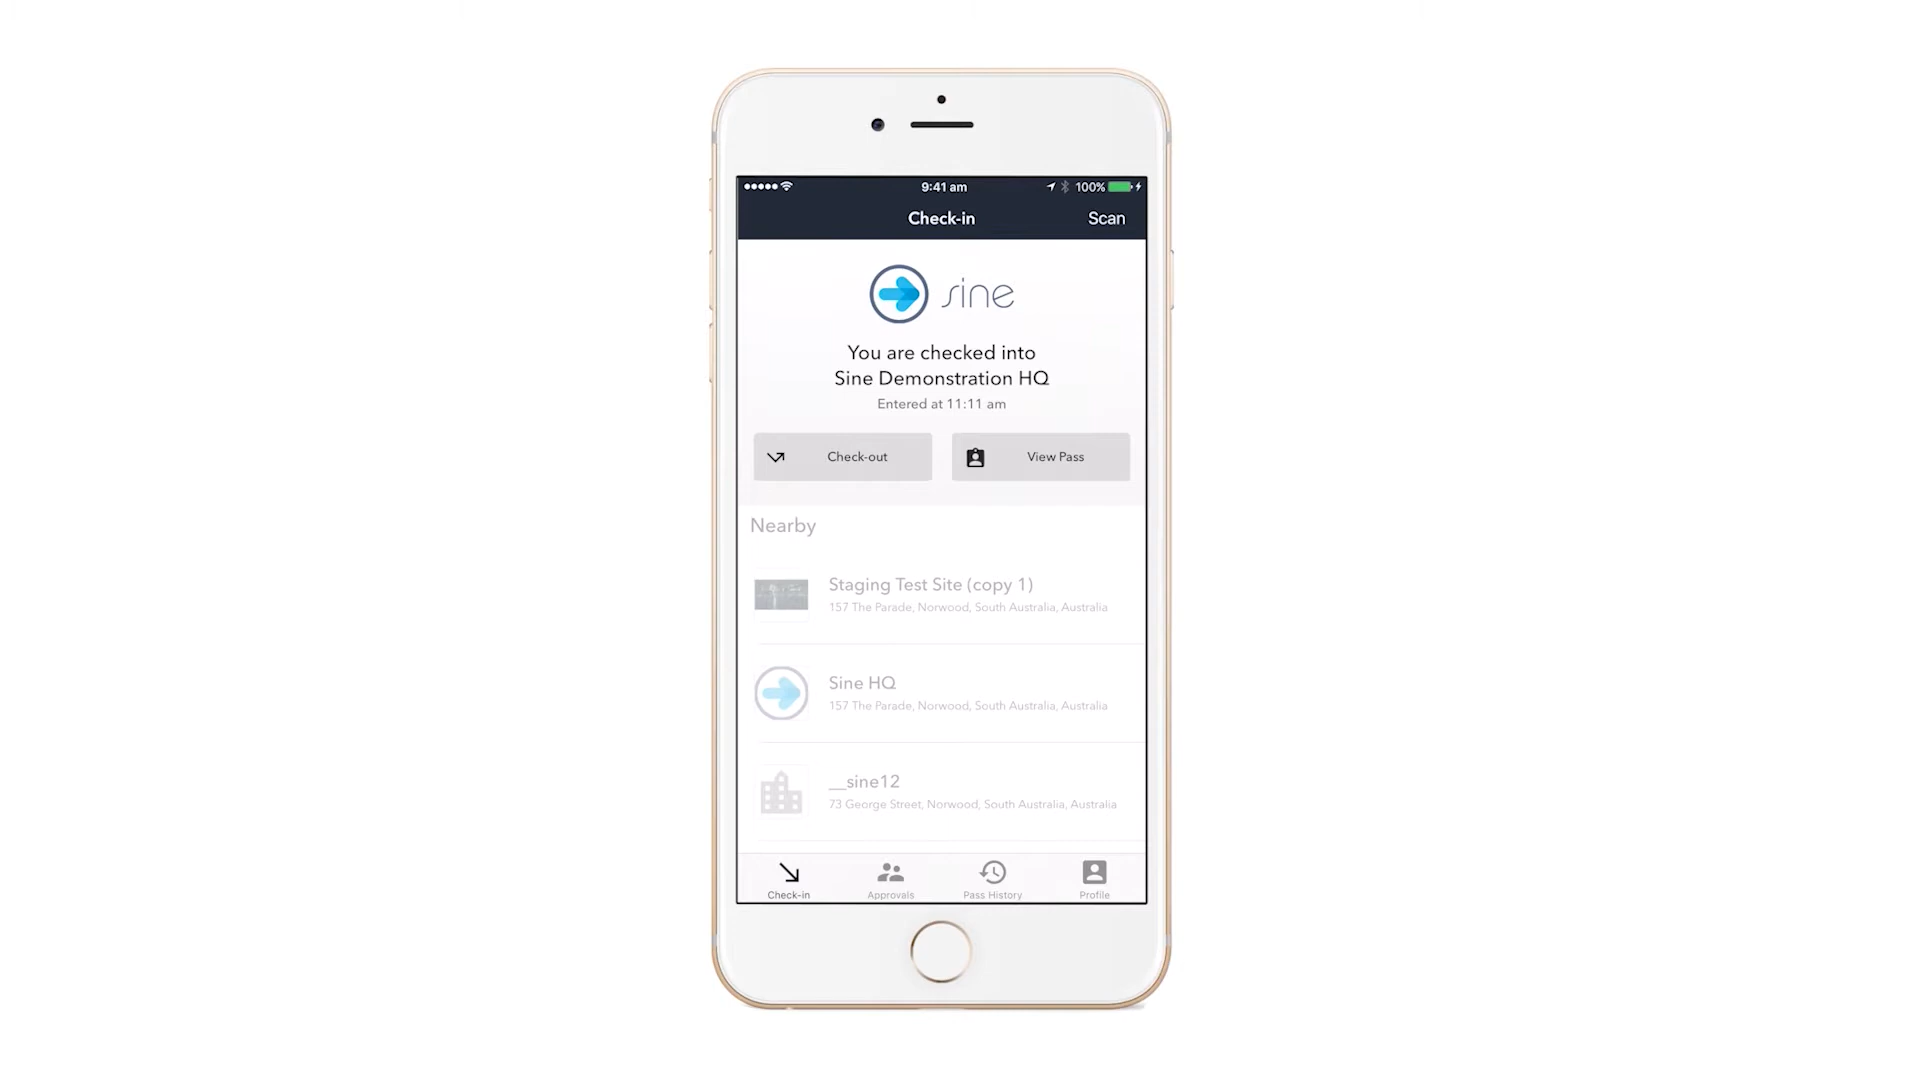 9:41 am
100%
Check-in
Scan
sine
You are checked into
Sine Demonstration HQ
Entered at 11:11 am
Check-out
View Pass
Nearby
Staging Test Site (copy 1)
157 The Parade, Norwood, South Australia, Australia
Sine HQ
157 The Parade, Norwood, South Australia, Australia
__sine12
73 George Street, Norwood, South Australia, Australia
Check-in
Approvals
Pass History
Profile